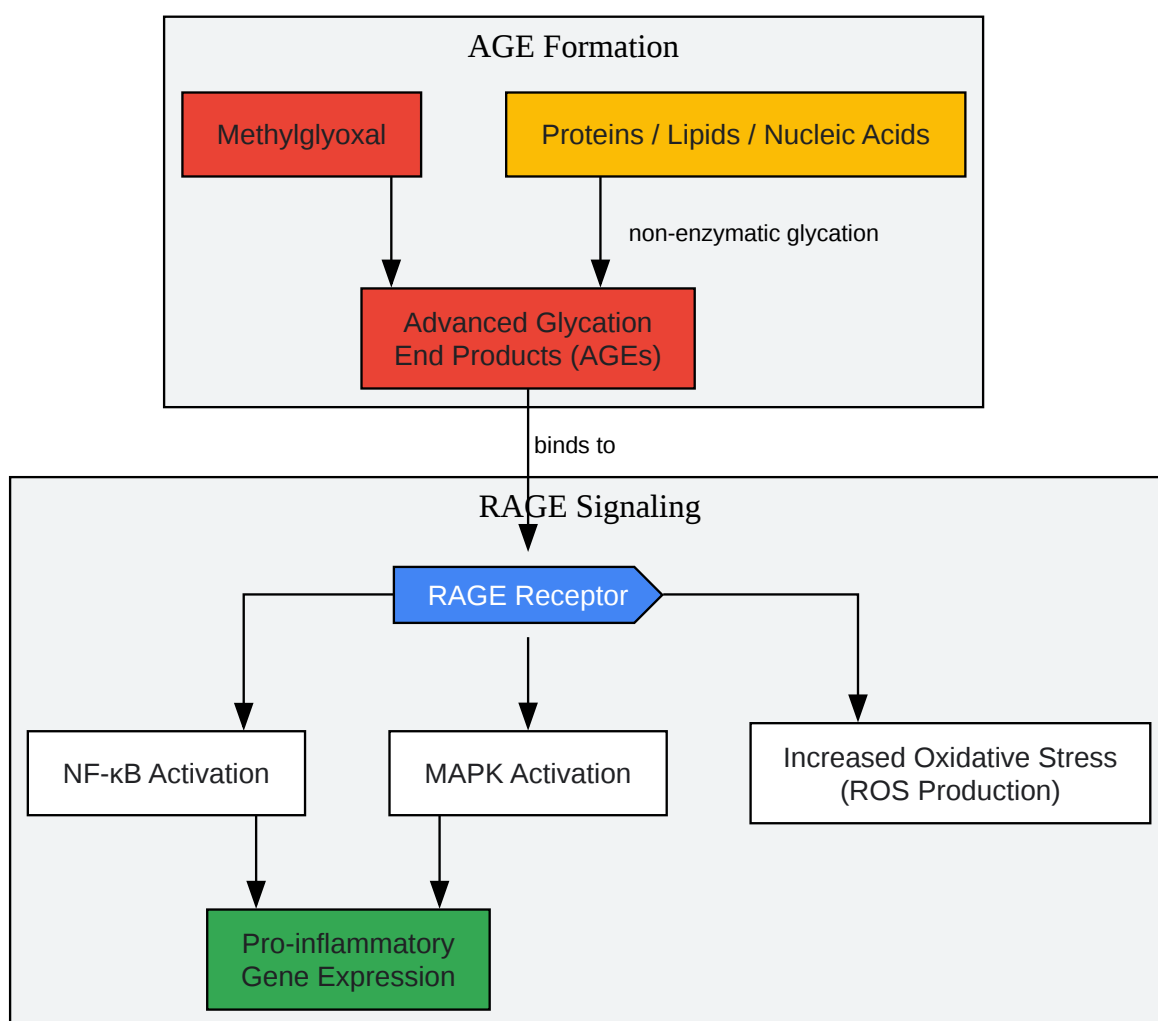 AGE Formation
Methylglyoxal
Proteins / Lipids / Nucleic Acids
non-enzymatic glycation
Advanced Glycation
End Products (AGEs)
binds to
RAGE Signaling
RAGE Receptor
NF-κB Activation
MAPK Activation
Increased Oxidative Stress
(ROS Production)
Pro-inflammatory
Gene Expression